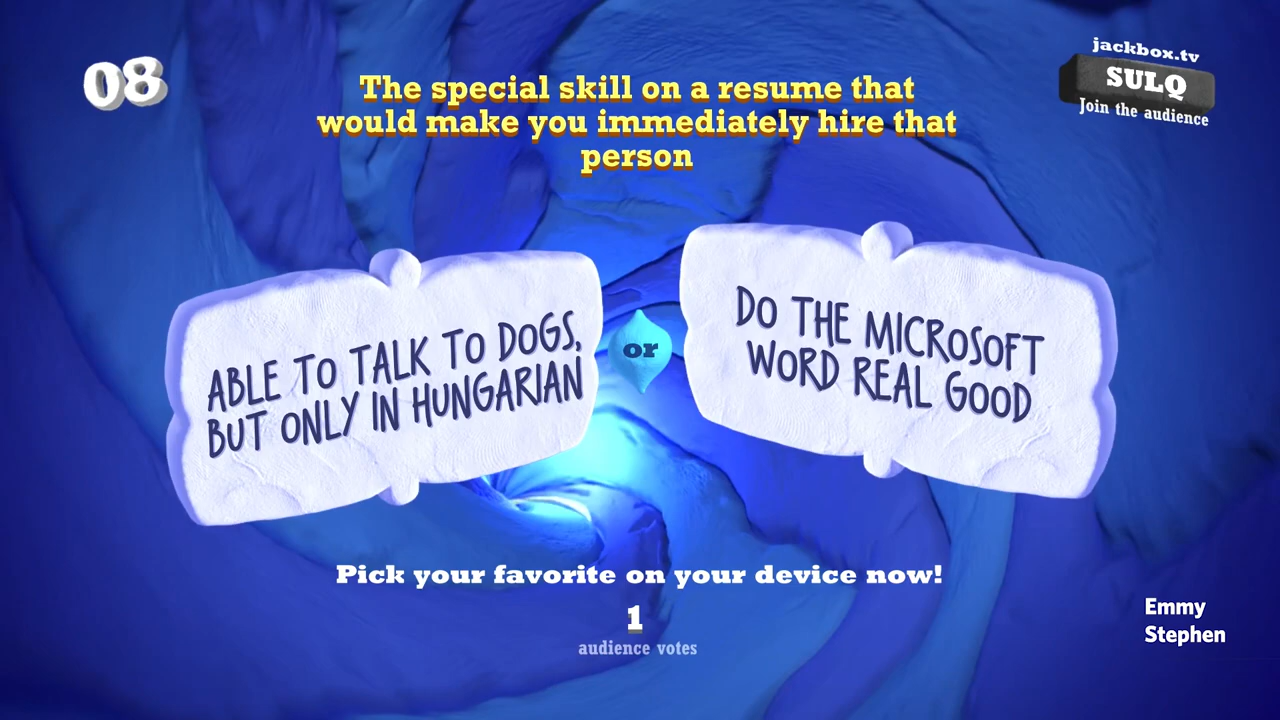 08
jackbox.tv
SULQ
Join the audience
The special skill on a resume that
would make you immediately hire that
person
ABLE TO TALK TO DOGS,
BUT ONLY IN HUNGARIAN
or
DO THE MICROSOFT
WORD REAL GOOD
Pick your favorite on your device now!
1
audience votes
Emmy
Stephen